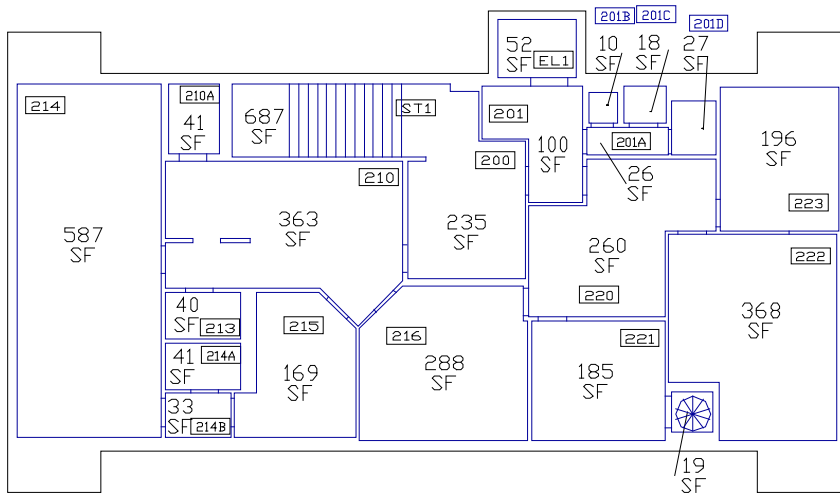 201B
201C
201D
52
SF
EL1
10
SF
18
SF
27
SF
214
210A
41
SF
687
SF
ST1
201
100
SF
201A
26
SF
196
SF
223
200
210
363
SF
235
SF
587
SF
260
SF
220
222
368
SF
40
SF
213
215
216
221
41
SF
214A
169
SF
288
SF
185
SF
33
SF
214B
19
SF